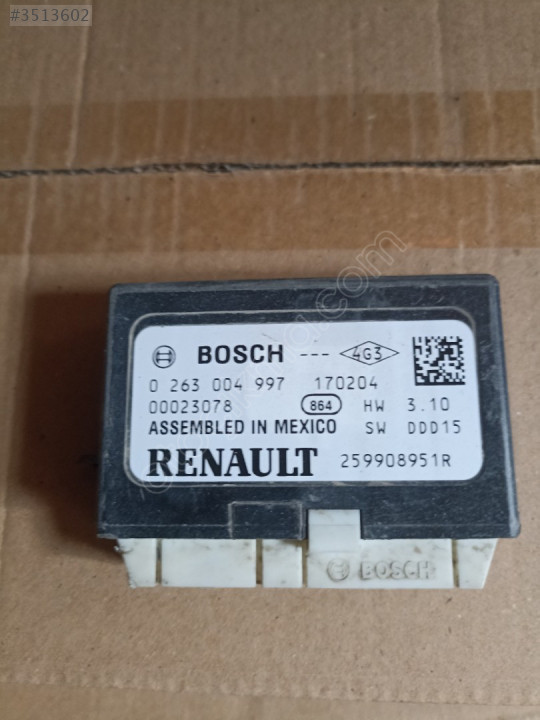 #3513602
BOSCH --- 4G3
0 263 004 997 170204
00023078 864 HW 3.10
ASSEMBLED IN MEXICO SW DDD15
RENAULT 259908951R
BOSCH